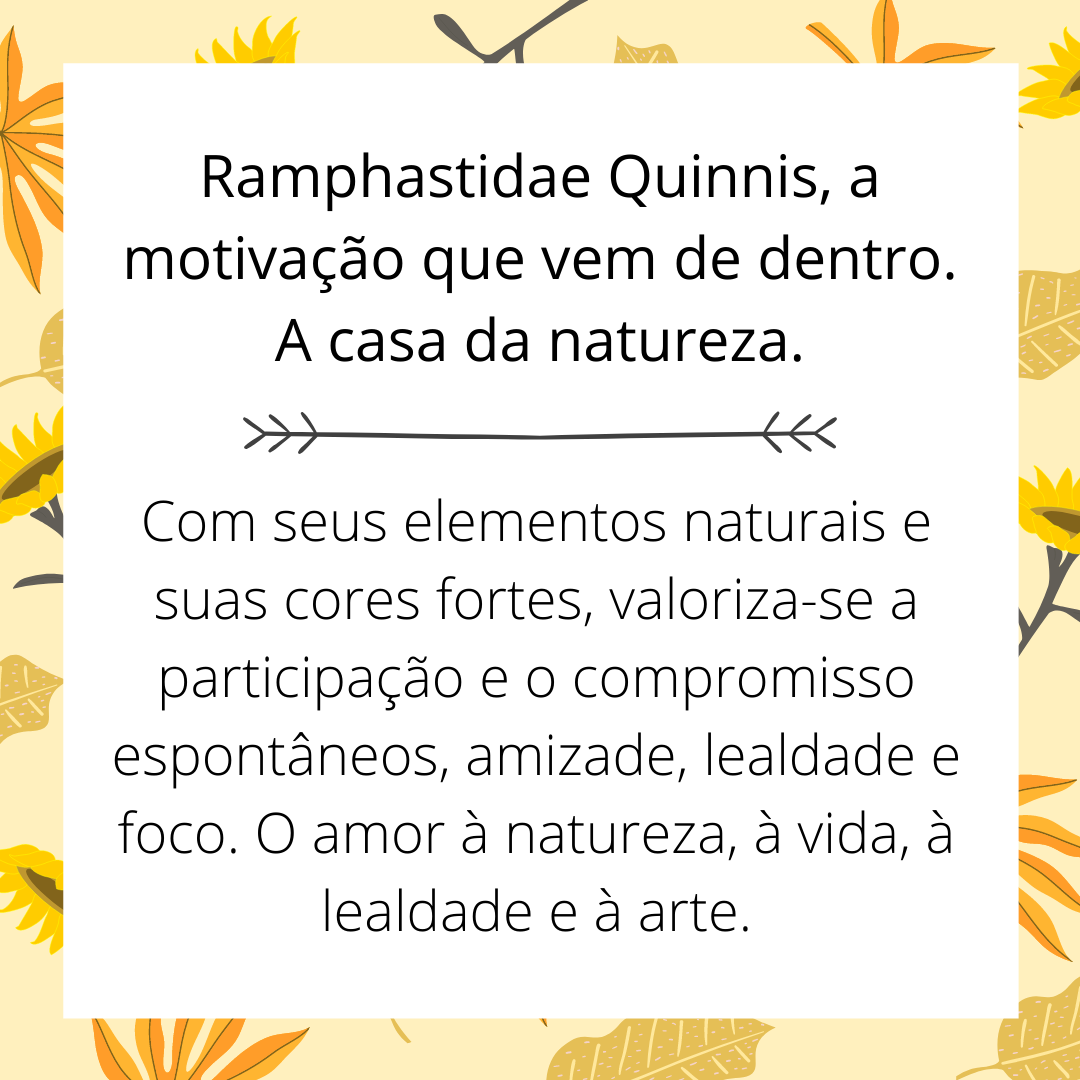 Ramphastidae Quinnis, a
motivação que vem de dentro.
A casa da natureza.
Com seus elementos naturais e
suas cores fortes, valoriza-se a
participação e o compromisso
espontâneos, amizade, lealdade e
foco. O amor à natureza, à vida, à
lealdade e à arte.